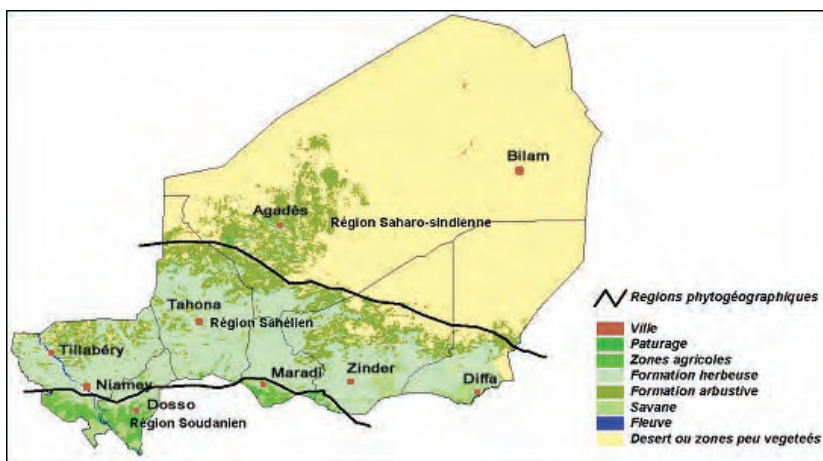 Bilam
Agadès
Région Saharo-sindienne
Tahona
Région Sahélien
Tillabéry
Niamey
Maradi
Zinder
Diffa
Dosso
Région Soudanien
Regions phytogéographiques
Ville
Paturage
Zones agricoles
Formation herbeuse
Formation arbustive
Savane
Fleuve
Desert ou zones peu vegeteés